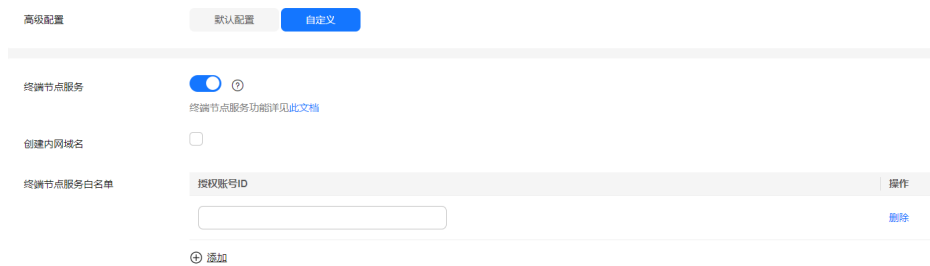 高级配置 默认配置 自定义
终端节点服务
终端节点服务功能详见此文档
创建内网域名
终端节点服务白名单 授权账号ID 操作
删除
添加